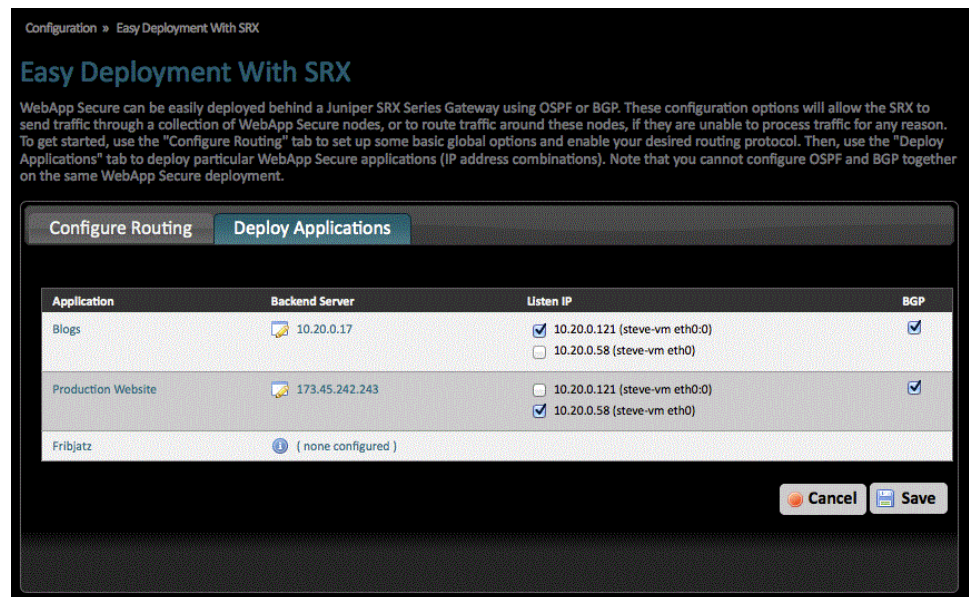 Configuration » Easy Deployment With SRX
Easy Deployment With SRX
WebApp Secure can be easily deployed behind a Juniper SRX Series Gateway using OSPF or BGP. These configuration options will allow the SRX to
send traffic through a collection of WebApp Secure nodes, or to route traffic around these nodes, if they are unable to process traffic for any reason.
To get started, use the "Configure Routing" tab to set up some basic global options and enable your desired routing protocol. Then, use the "Deploy
Applications" tab to deploy particular WebApp Secure applications (IP address combinations). Note that you cannot configure OSPF and BGP together
on the same WebApp Secure deployment.
Configure Routing Deploy Applications
Application Backend Server Listen IP BGP
Blogs 10.20.0.17 10.20.0.121 (steve-vm eth0:0)
10.20.0.58 (steve-vm eth0)
Production Website 173.45.242.243 10.20.0.121 (steve-vm eth0:0)
10.20.0.58 (steve-vm eth0)
Fribjatz ( none configured )
Cancel Save